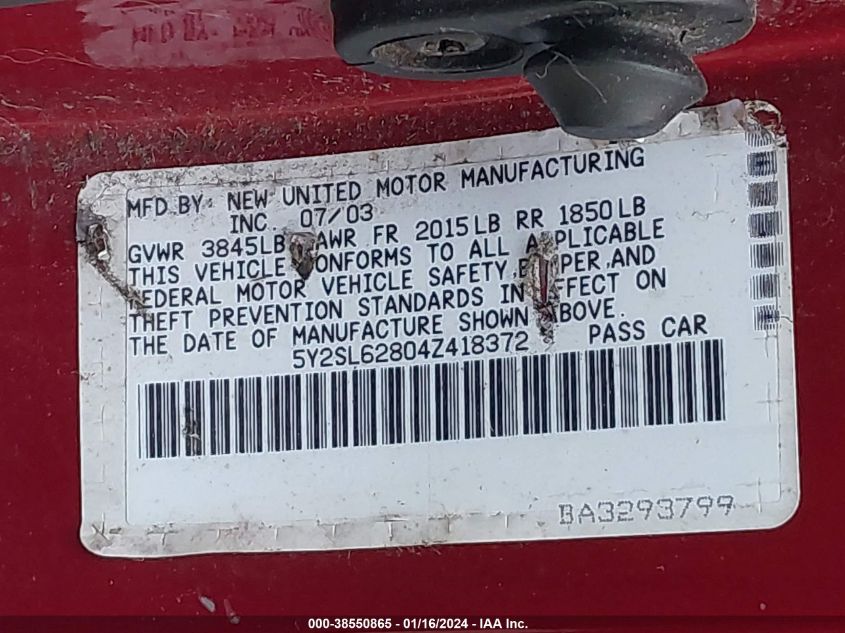 MFD BY: NEW UNITED MOTOR MANUFACTURING
INC. 07/03
GVWR 3845LB GAWR FR 2015LB RR 1850LB
THIS VEHICLE CONFORMS TO ALL APPLICABLE
FEDERAL MOTOR VEHICLE SAFETY, BUMPER, AND
THEFT PREVENTION STANDARDS IN EFFECT ON
THE DATE OF MANUFACTURE SHOWN ABOVE.
5Y2SL62804Z418372 PASS CAR
BA3293799
000-38550865 - 01/16/2024 - IAA Inc.